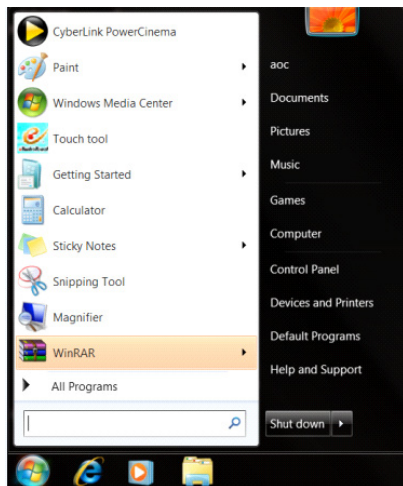 CyberLink PowerCinema
Paint
Windows Media Center
Touch tool
Getting Started
Calculator
Sticky Notes
Snipping Tool
Magnifier
WinRAR
All Programs
aoc
Documents
Pictures
Music
Games
Computer
Control Panel
Devices and Printers
Default Programs
Help and Support
Shut down